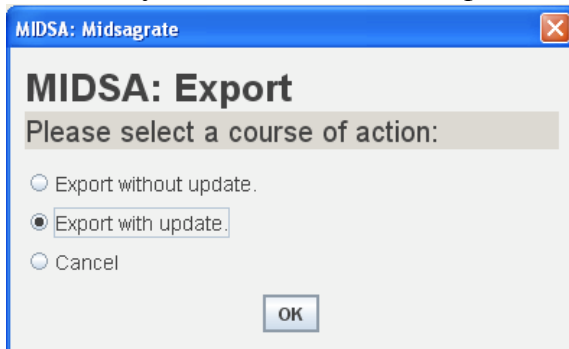 MIDSA: Midsagrate
MIDSA: Export
Please select a course of action:
Export without update.
Export with update.
Cancel
OK